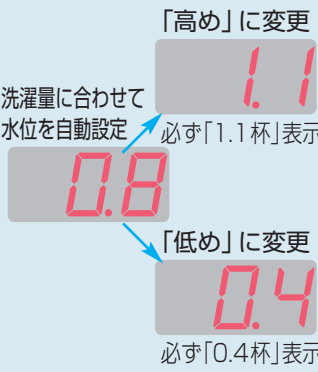 「高め」に変更
1.1
必ず「1.1杯」表示
洗濯量に合わせて
水位を自動設定
0.8
「低め」に変更
0.4
必ず「0.4杯」表示